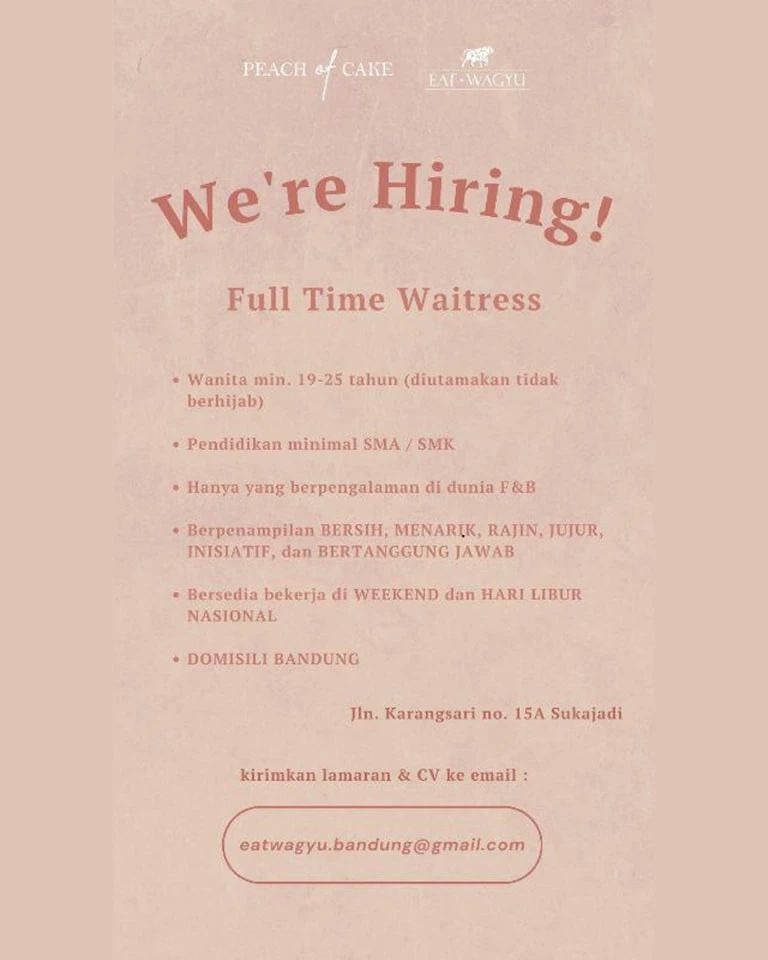 PEACH of CAKE
EAT · WAGYU
We're Hiring!
Full Time Waitress
• Wanita min. 19-25 tahun (diutamakan tidak
berhijab)
• Pendidikan minimal SMA / SMK
• Hanya yang berpengalaman di dunia F&B
• Berpenampilan BERSIH, MENARIK, RAJIN, JUJUR,
INISIATIF, dan BERTANGGUNG JAWAB
• Bersedia bekerja di WEEKEND dan HARI LIBUR
NASIONAL
• DOMISILI BANDUNG
Jln. Karangsari no. 15A Sukajadi
kirimkan lamaran & CV ke email :
eatwagyu.bandung@gmail.com